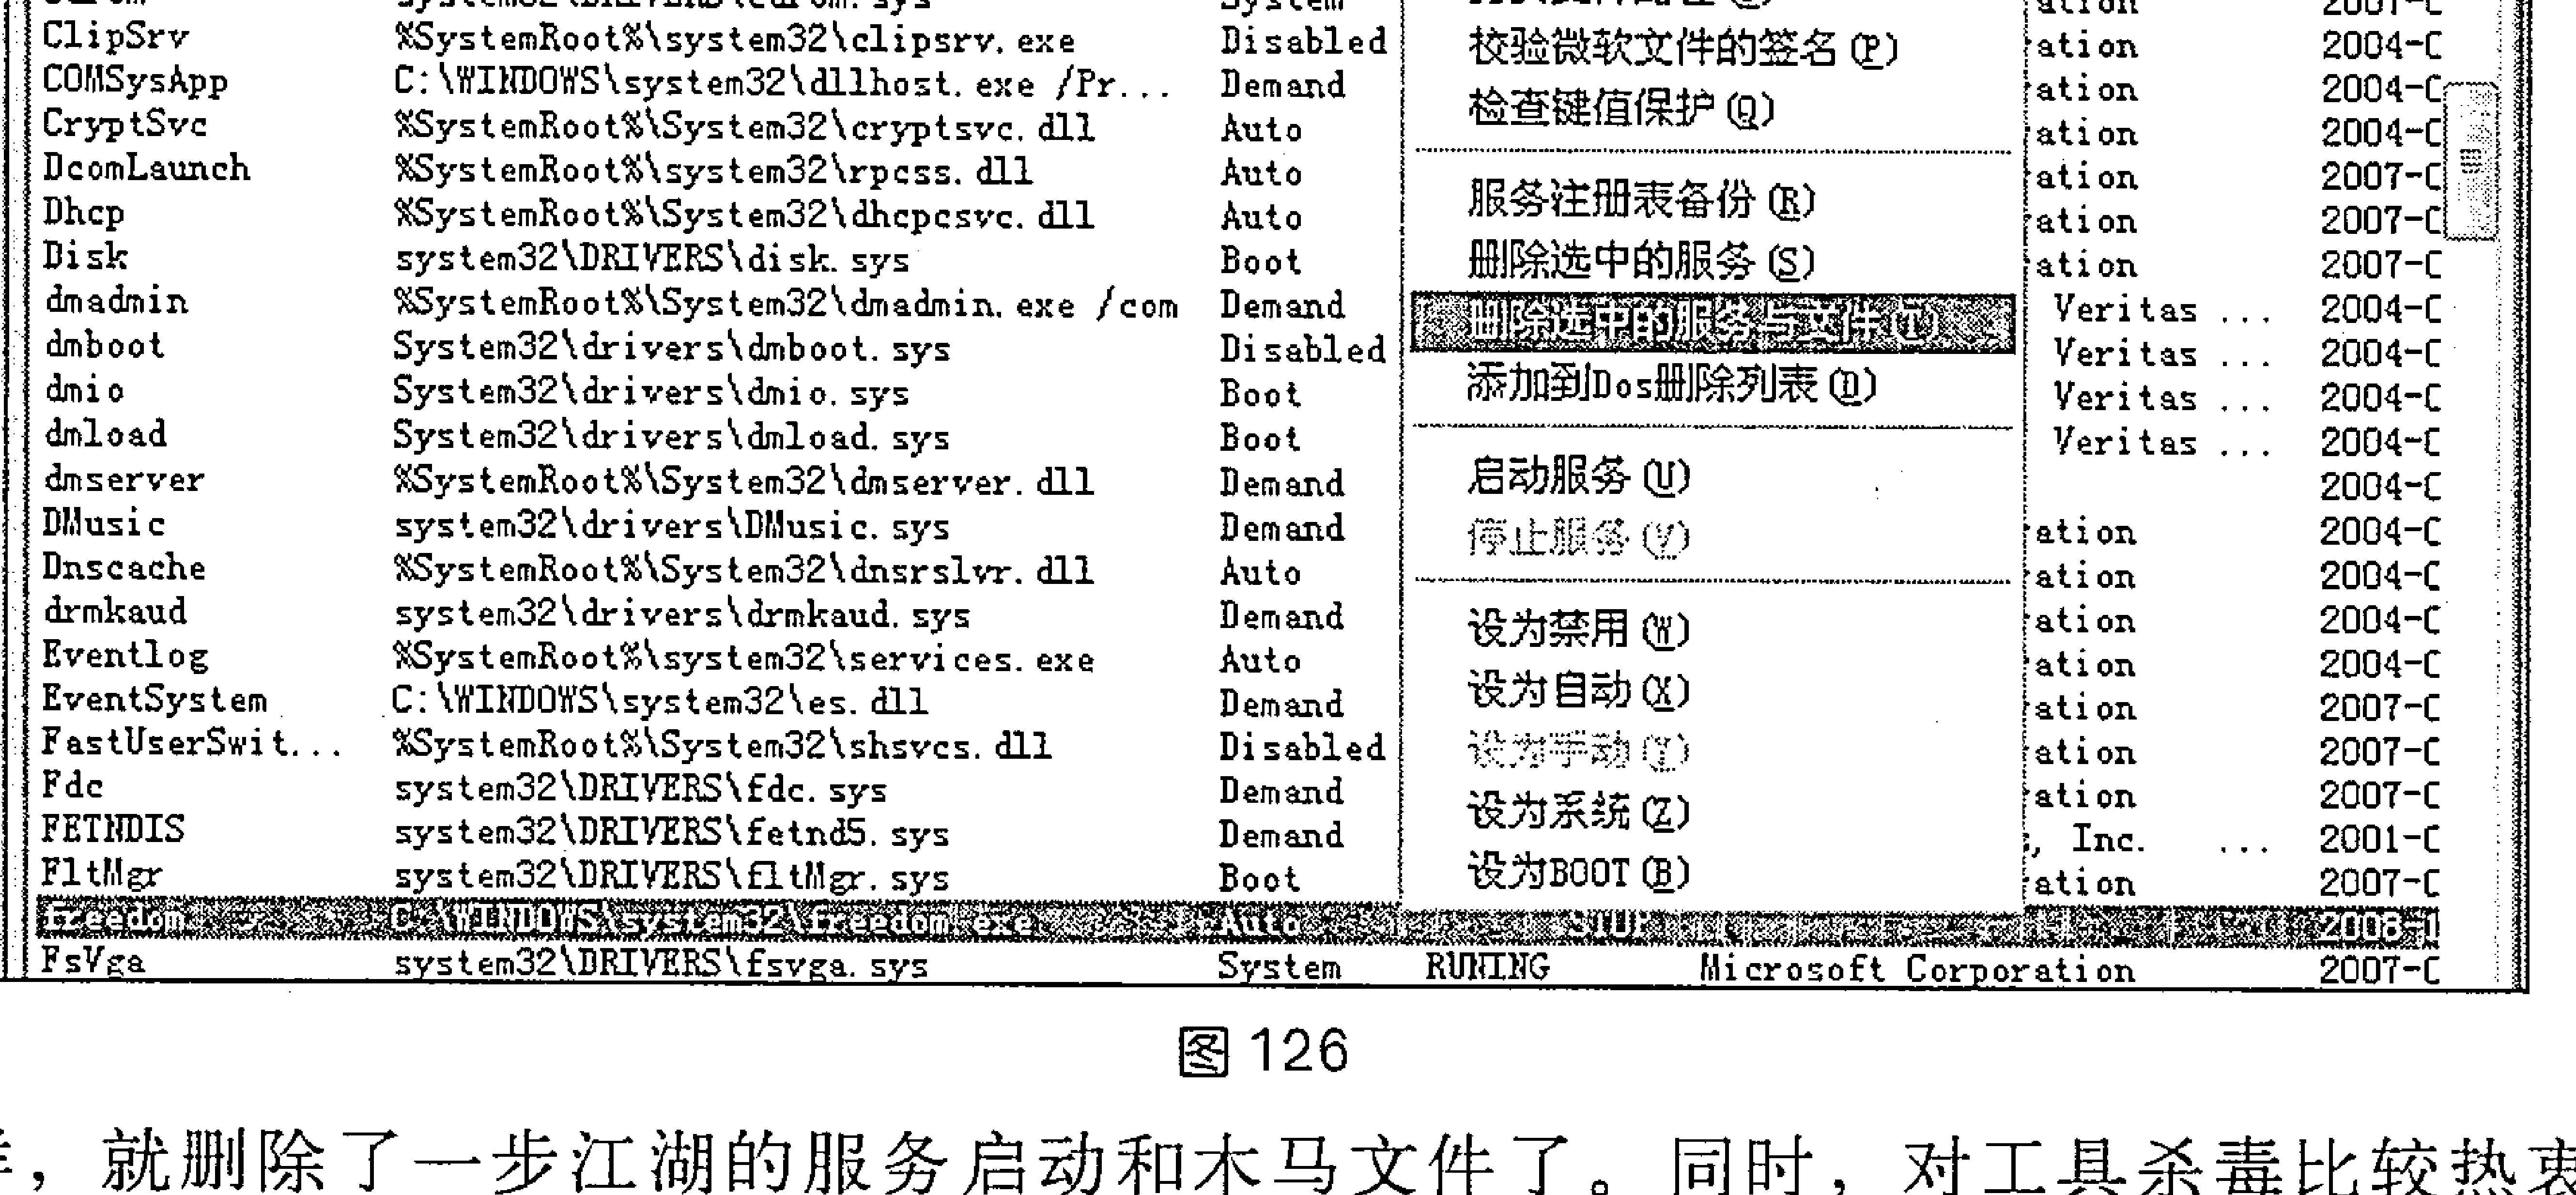 ClipSrv %SystemRoot%\system32\clipsrv.exe Disabled 校验微软文件的签名(P) ation 2004-
COMSysApp C:\WINDOWS\system32\dllhost.exe /Pr... Demand ation 2004-
检查键值保护(Q)
CryptSvc %SystemRoot%\System32\cryptsvc.dll Auto ation 2004-
DcomLaunch %SystemRoot%\system32\rpcss.dll Auto ation 2007-
Dhcp %SystemRoot%\System32\dhcpcsvc.dll Auto 服务注册表备份(R) ation 2007-
Disk system32\DRIVERS\disk.sys Boot 删除选中的服务(S) ation 2007-
dmadmin %SystemRoot%\System32\dmadmin.exe /com Demand 删除选中的服务与文件(T) Veritas ... 2004-
dmboot System32\drivers\dmboot.sys Disabled Veritas ... 2004-
dmio System32\drivers\dmio.sys Boot 添加到Dos删除列表(D) Veritas ... 2004-
dmload System32\drivers\dmload.sys Boot Veritas ... 2004-
dmserver %SystemRoot%\System32\dmserver.dll Demand 启动服务(U) 2004-
DMusic system32\drivers\DMusic.sys Demand 停止服务(V) ation 2004-
Dnscache %SystemRoot%\System32\dnsrslvr.dll Auto ation 2004-
drmkaud system32\drivers\drmkaud.sys Demand 设为禁用(W) ation 2004-
Eventlog %SystemRoot%\system32\services.exe Auto ation 2004-
EventSystem C:\WINDOWS\system32\es.dll Demand 设为自动(X) ation 2007-
FastUserSwit... %SystemRoot%\System32\shsvcs.dll Disabled 设为手动(Y) ation 2007-
Fdc system32\DRIVERS\fdc.sys Demand 设为系统(Z) ation 2007-
FETNDIS system32\DRIVERS\fetnd5.sys Demand , Inc. ... 2001-
FltMgr system32\DRIVERS\fltMgr.sys Boot 设为BOOT(B) ation 2007-
freedom C:\WINDOWS\system32\freedom.exe Auto STOP 2008-1
FsVga system32\DRIVERS\fsvga.sys System RUNING Microsoft Corporation 2007-
图 126
，就删除了一步江湖的服务启动和木马文件了。同时，对工具杀毒比较热衷